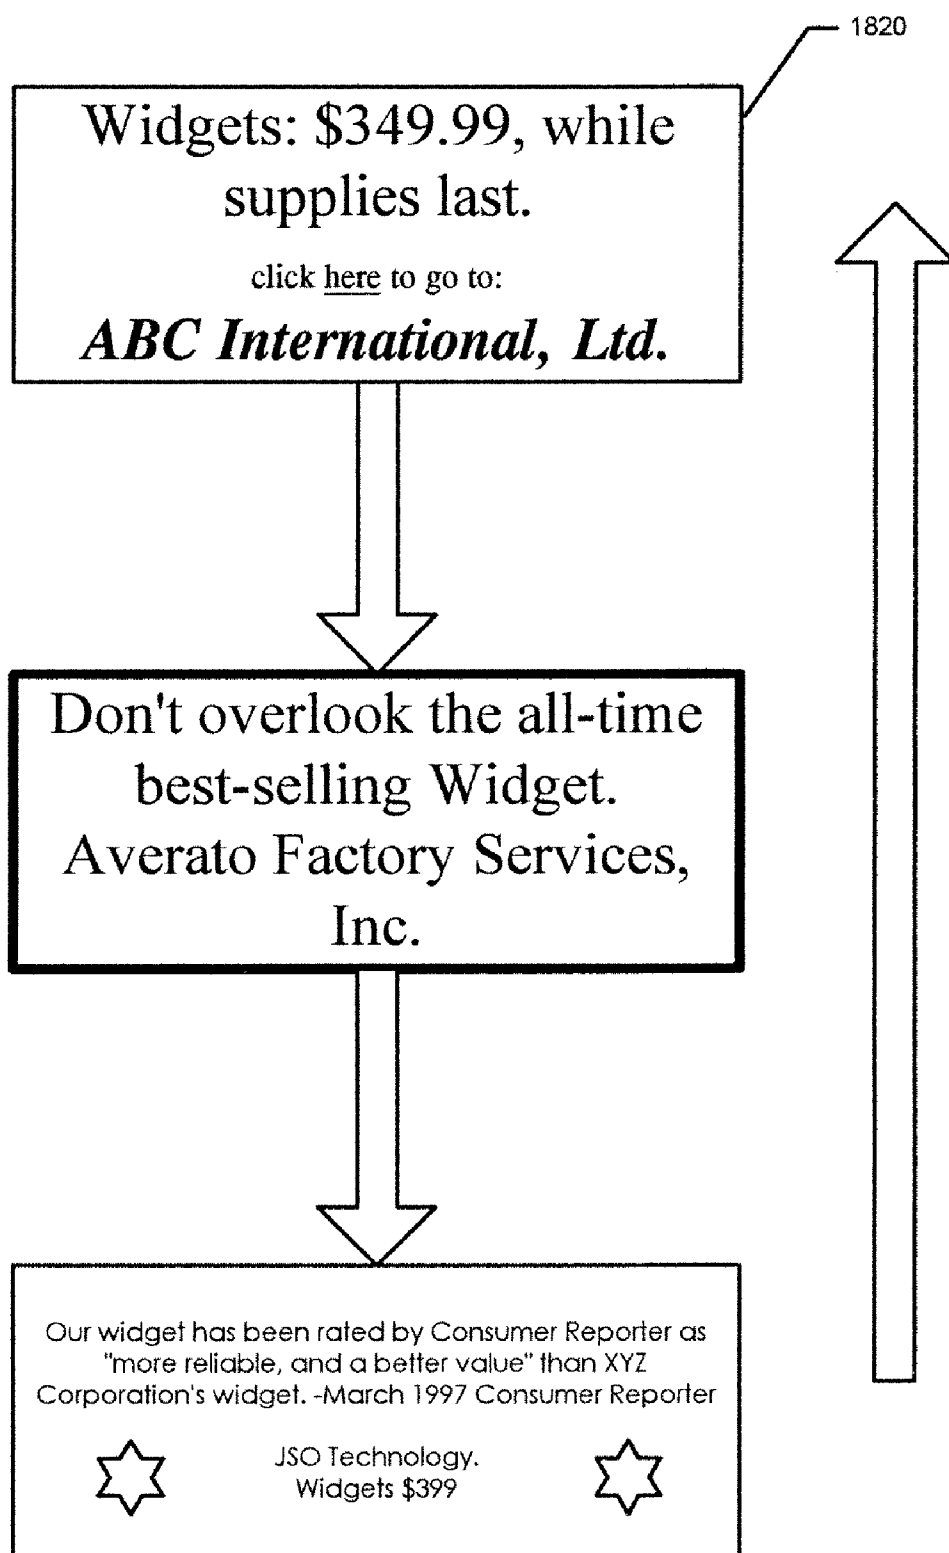 1820
Widgets: $349.99, while
supplies last.
click here to go to:
ABC International, Ltd.
Don't overlook the all-time
best-selling Widget.
Averato Factory Services,
Inc.
Our widget has been rated by Consumer Reporter as
"more reliable, and a better value" than XYZ
Corporation's widget. -March 1997 Consumer Reporter
JSO Technology.
Widgets $399